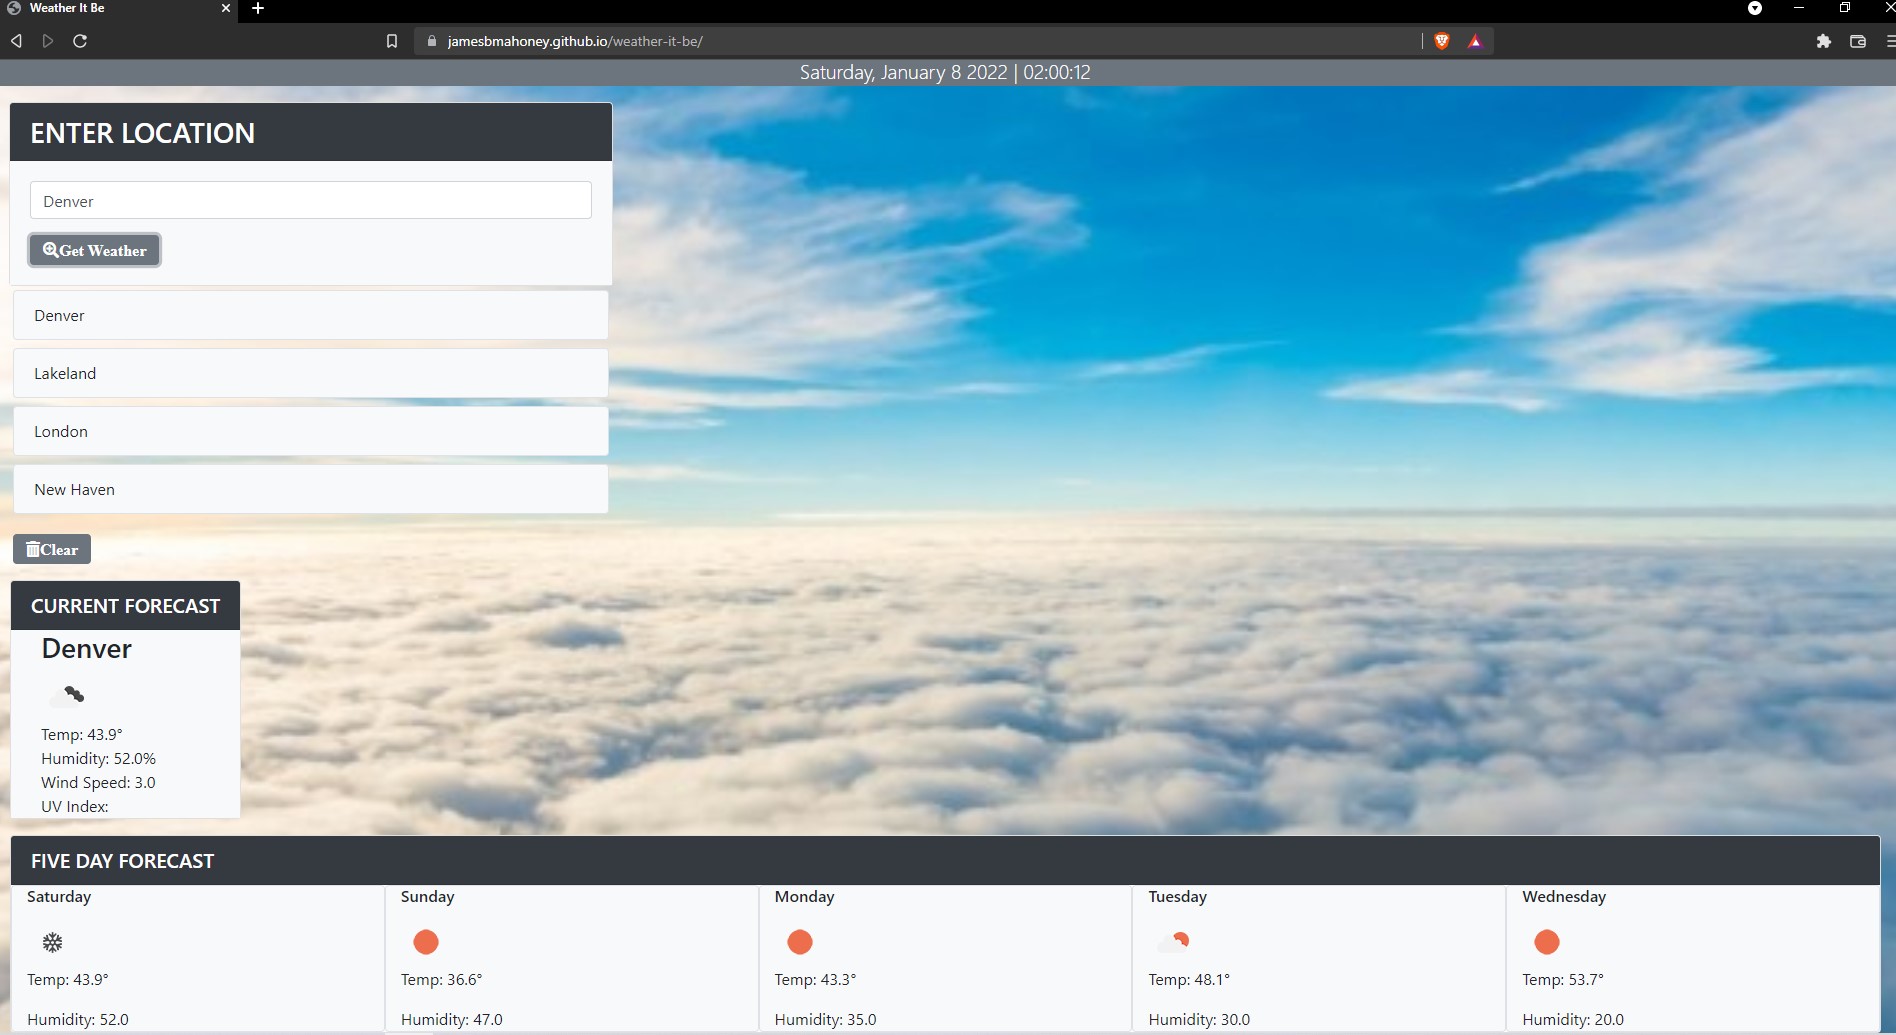 Weather It Be
jamesbmahoney.github.io/weather-it-be/
Saturday, January 8 2022 | 02:00:12
ENTER LOCATION
Denver
Get Weather
Denver
Lakeland
London
New Haven
Clear
CURRENT FORECAST
Denver
Temp: 43.9°
Humidity: 52.0%
Wind Speed: 3.0
UV Index:
FIVE DAY FORECAST
Saturday
Temp: 43.9°
Humidity: 52.0
Sunday
Temp: 36.6°
Humidity: 47.0
Monday
Temp: 43.3°
Humidity: 35.0
Tuesday
Temp: 48.1°
Humidity: 30.0
Wednesday
Temp: 53.7°
Humidity: 20.0